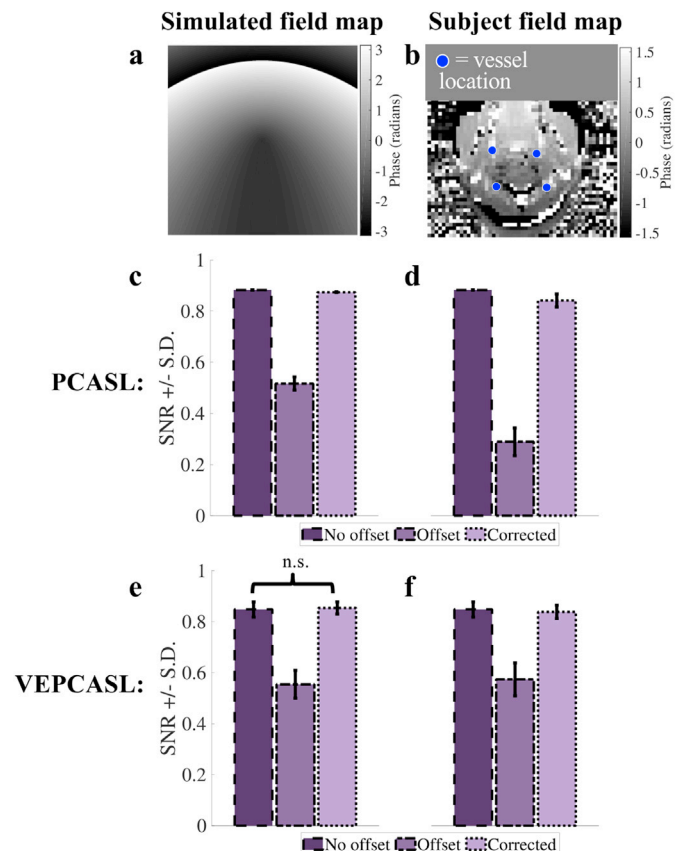 Simulated field map
Subject field map
a
3
2
1
0
-1
-2
-3
Phase (radians)
b
= vessel
location
1.5
1
0.5
0
-0.5
-1
-1.5
Phase (radians)
PCASL:
c
1
0.8
0.6
0.4
0.2
0
SNR +/- S.D.
d
No offset Offset Corrected
VEPCASL:
e
n.s.
1
0.8
0.6
0.4
0.2
0
SNR +/- S.D.
f
No offset Offset Corrected